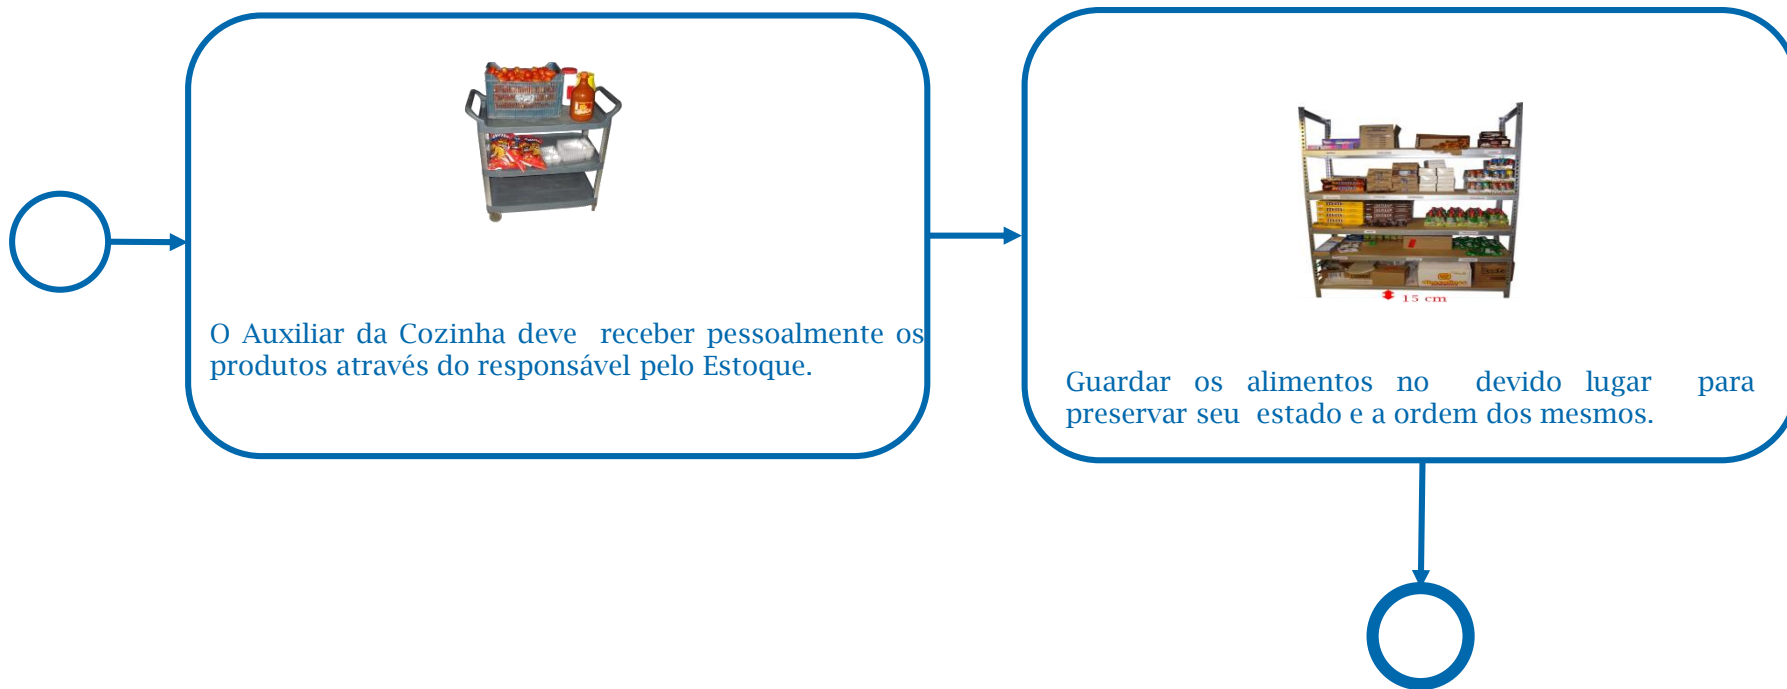 O Auxiliar da Cozinha deve receber pessoalmente os
produtos através do responsável pelo Estoque.
15 cm
Guardar os alimentos no devido lugar para
preservar seu estado e a ordem dos mesmos.